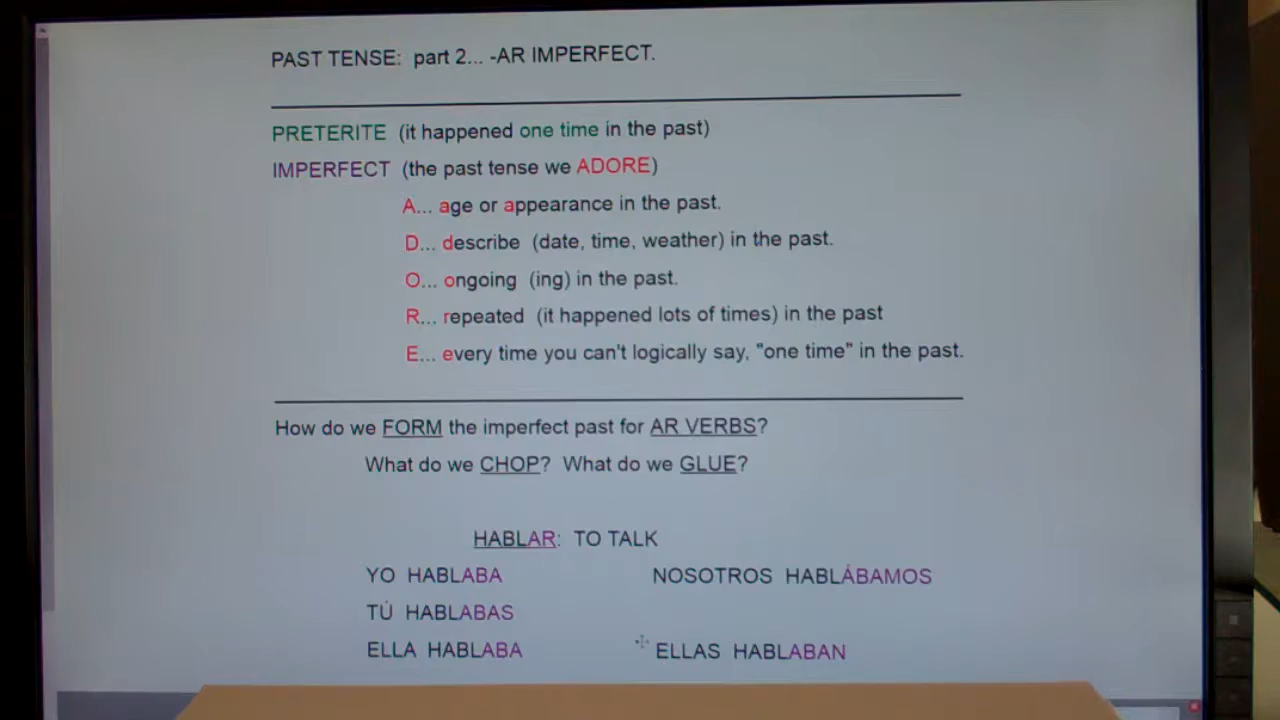 PAST TENSE: part 2... -AR IMPERFECT.
PRETERITE (it happened one time in the past)
IMPERFECT (the past tense we ADORE)
A... age or appearance in the past.
D... describe (date, time, weather) in the past.
O... ongoing (ing) in the past.
R... repeated (it happened lots of times) in the past
E... every time you can't logically say, "one time" in the past.
How do we FORM the imperfect past for AR VERBS?
What do we CHOP? What do we GLUE?
HABLAR: TO TALK
YO HABLABA NOSOTROS HABLÁBAMOS
TÚ HABLABAS
ELLA HABLABA ELLAS HABLABAN